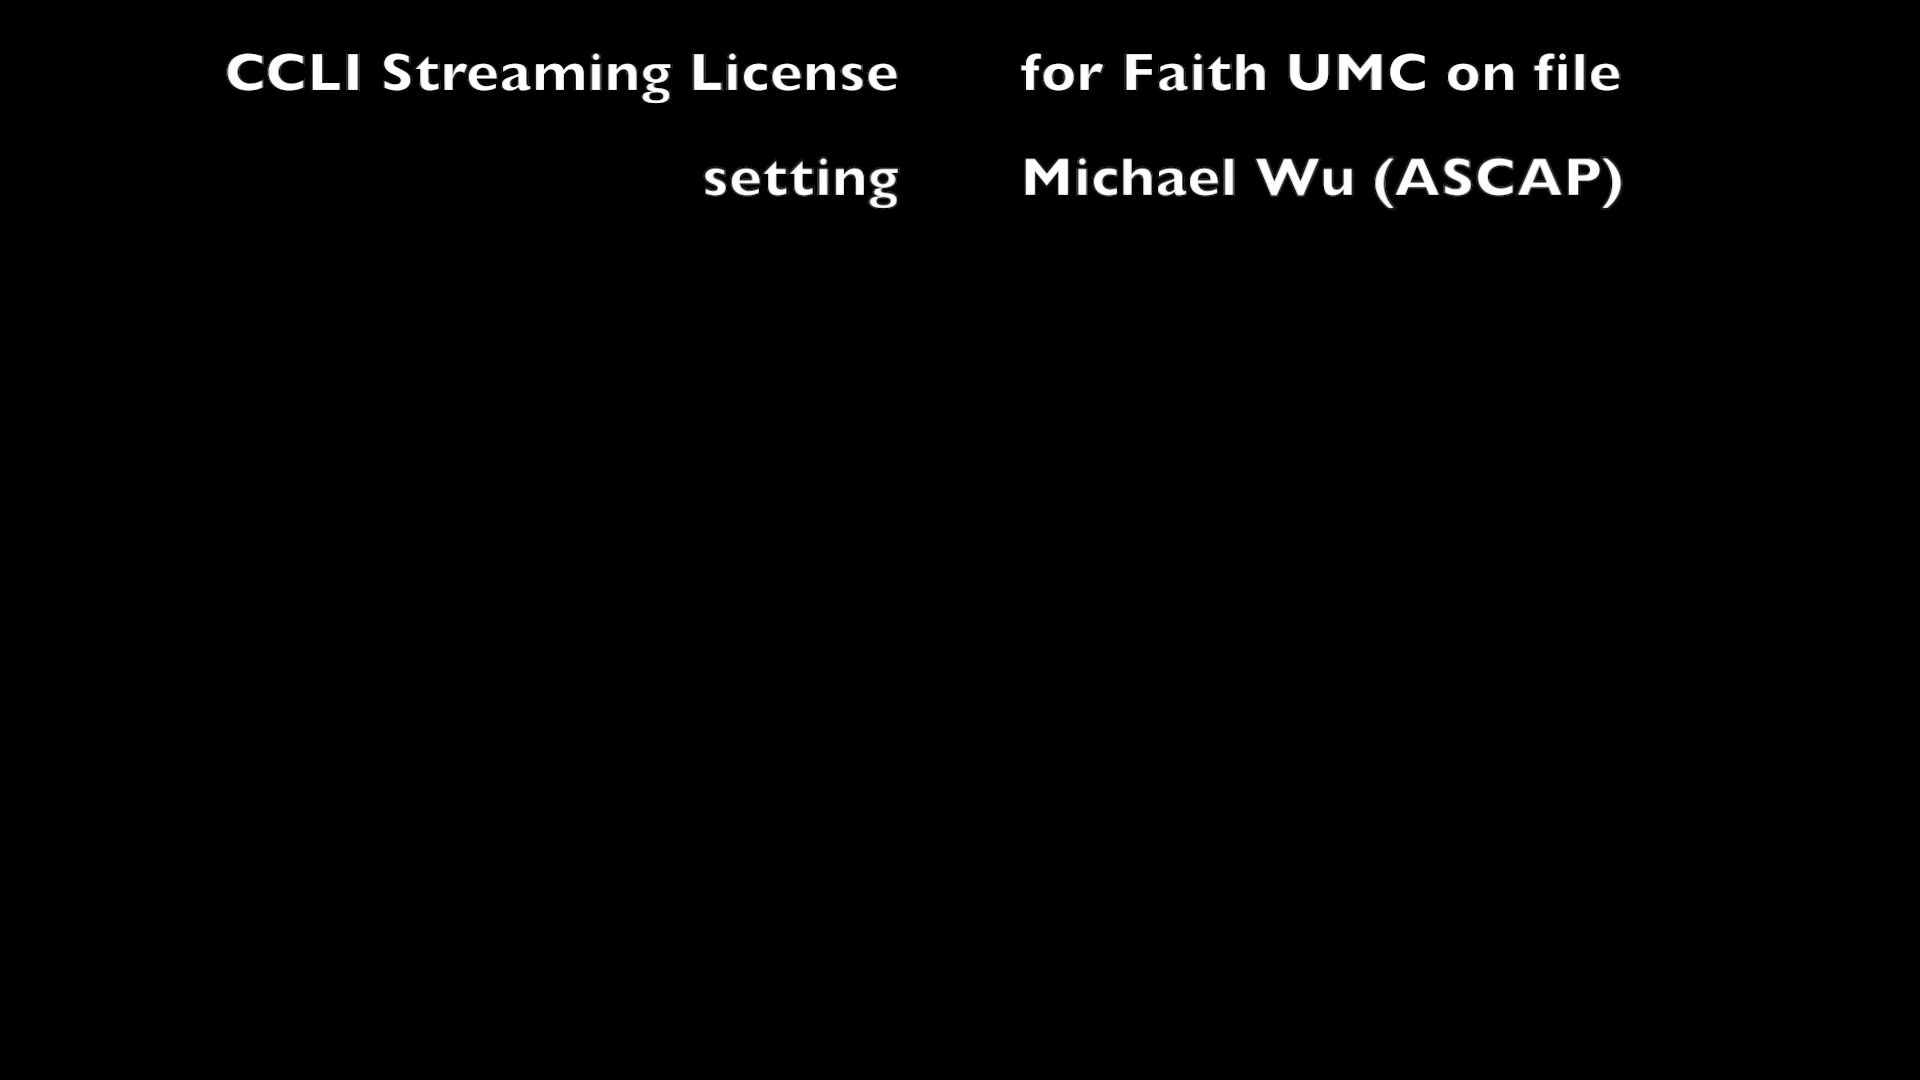 CCLI Streaming License for Faith UMC on file
setting Michael Wu (ASCAP)